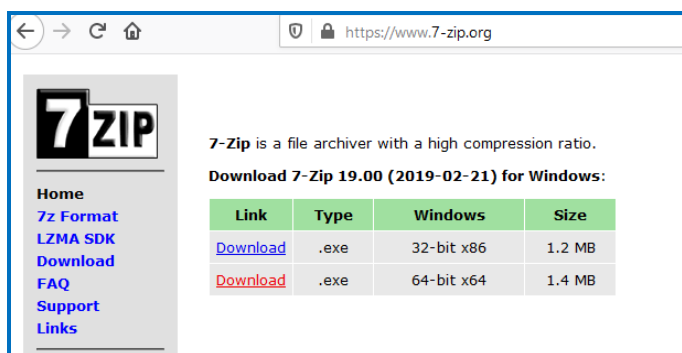 https://www.7-zip.org
7 ZIP
Home
7z Format
LZMA SDK
Download
FAQ
Support
Links
7-Zip is a file archiver with a high compression ratio.
Download 7-Zip 19.00 (2019-02-21) for Windows:
Link Type Windows Size
Download .exe 32-bit x86 1.2 MB
Download .exe 64-bit x64 1.4 MB